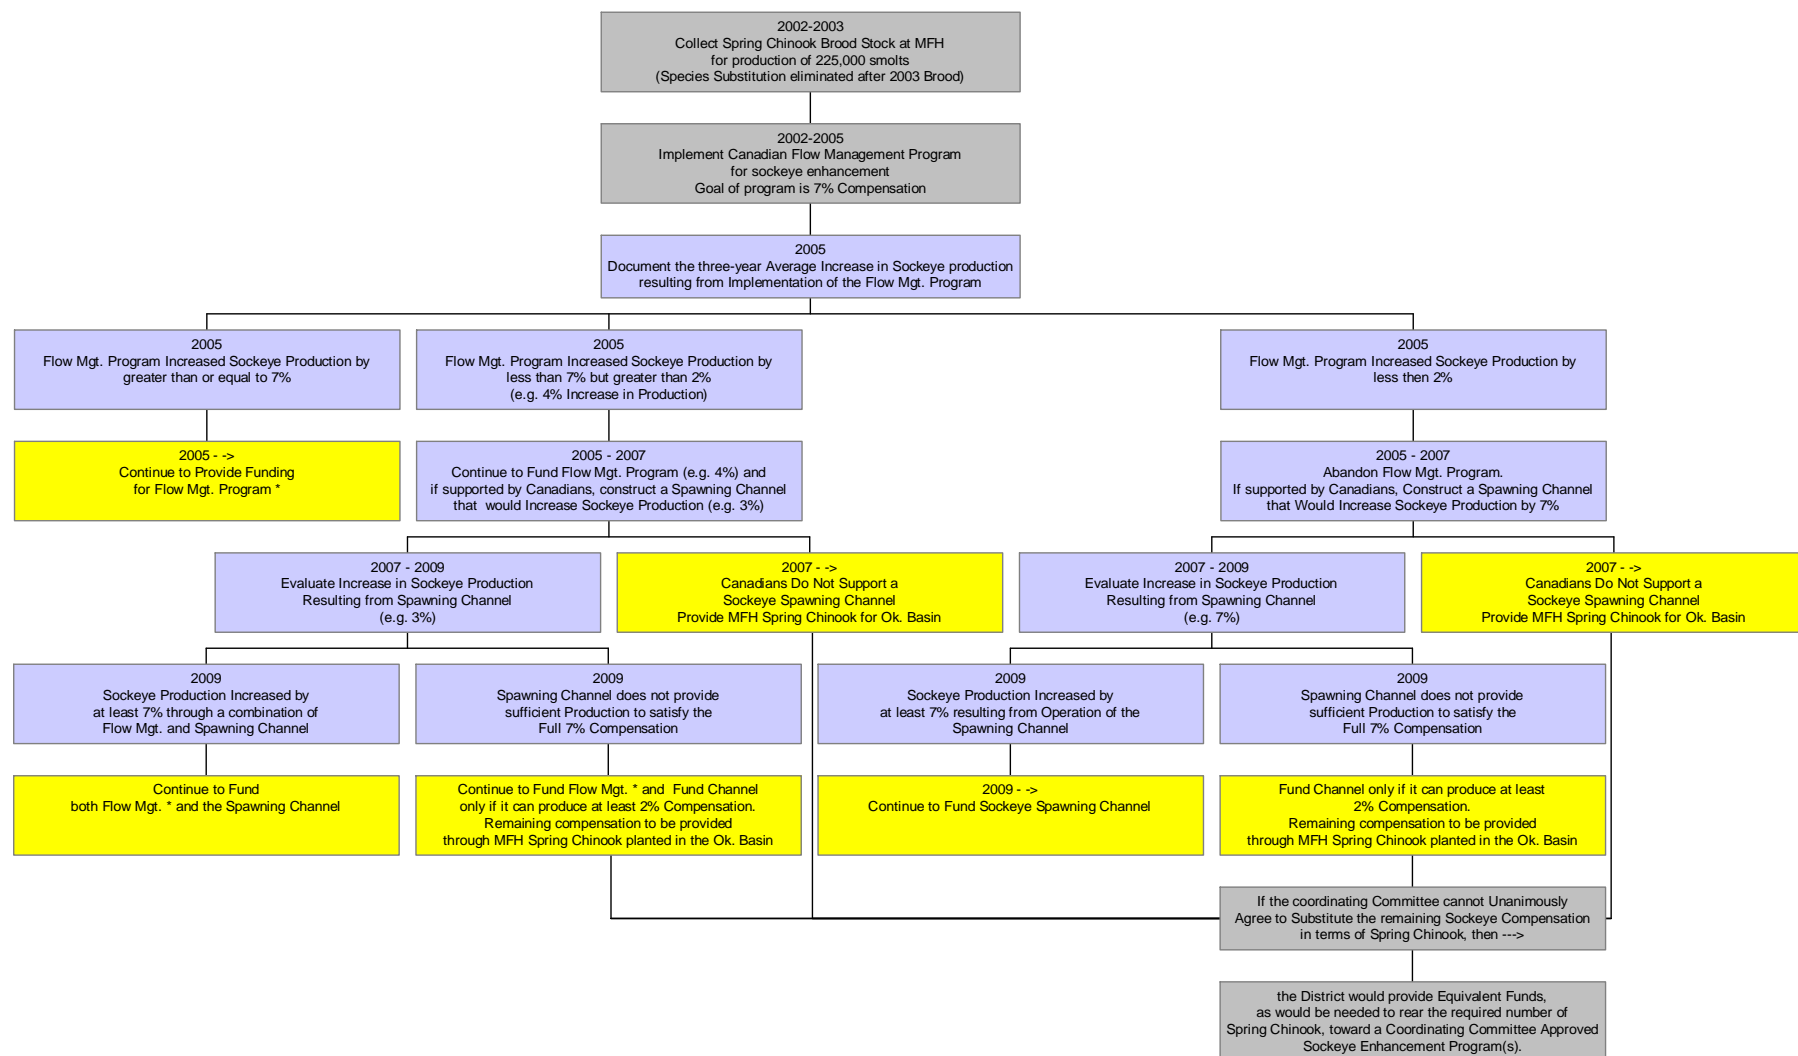 2002-2003
Collect Spring Chinook Brood Stock at MFH
for production of 225,000 smolts
(Species Substitution eliminated after 2003 Brood)
2002-2005
Implement Canadian Flow Management Program
for sockeye enhancement
Goal of program is 7% Compensation
2005
Document the three-year Average Increase in Sockeye production
resulting from Implementation of the Flow Mgt. Program
2005
Flow Mgt. Program Increased Sockeye Production by
greater than or equal to 7%
2005
Flow Mgt. Program Increased Sockeye Production by
less than 7% but greater than 2%
(e.g. 4% Increase in Production)
2005
Flow Mgt. Program Increased Sockeye Production by
less then 2%
2005 - ->
Continue to Provide Funding
for Flow Mgt. Program *
2005 - 2007
Continue to Fund Flow Mgt. Program (e.g. 4%) and
if supported by Canadians, construct a Spawning Channel
that would Increase Sockeye Production (e.g. 3%)
2005 - 2007
Abandon Flow Mgt. Program.
If supported by Canadians, Construct a Spawning Channel
that Would Increase Sockeye Production by 7%
2007 - 2009
Evaluate Increase in Sockeye Production
Resulting from Spawning Channel
(e.g. 3%)
2007 - ->
Canadians Do Not Support a
Sockeye Spawning Channel
Provide MFH Spring Chinook for Ok. Basin
2007 - 2009
Evaluate Increase in Sockeye Production
Resulting from Spawning Channel
(e.g. 7%)
2007 - ->
Canadians Do Not Support a
Sockeye Spawning Channel
Provide MFH Spring Chinook for Ok. Basin
2009
Sockeye Production Increased by
at least 7% through a combination of
Flow Mgt. and Spawning Channel
2009
Spawning Channel does not provide
sufficient Production to satisfy the
Full 7% Compensation
2009
Sockeye Production Increased by
at least 7% resulting from Operation of the
Spawning Channel
2009
Spawning Channel does not provide
sufficient Production to satisfy the
Full 7% Compensation
Continue to Fund
both Flow Mgt. * and the Spawning Channel
Continue to Fund Flow Mgt. * and Fund Channel
only if it can produce at least 2% Compensation.
Remaining compensation to be provided
through MFH Spring Chinook planted in the Ok. Basin
2009 - ->
Continue to Fund Sockeye Spawning Channel
Fund Channel only if it can produce at least
2% Compensation.
Remaining compensation to be provided
through MFH Spring Chinook planted in the Ok. Basin
If the coordinating Committee cannot Unanimously
Agree to Substitute the remaining Sockeye Compensation
in terms of Spring Chinook, then --->
the District would provide Equivalent Funds,
as would be needed to rear the required number of
Spring Chinook, toward a Coordinating Committee Approved
Sockeye Enhancement Program(s).